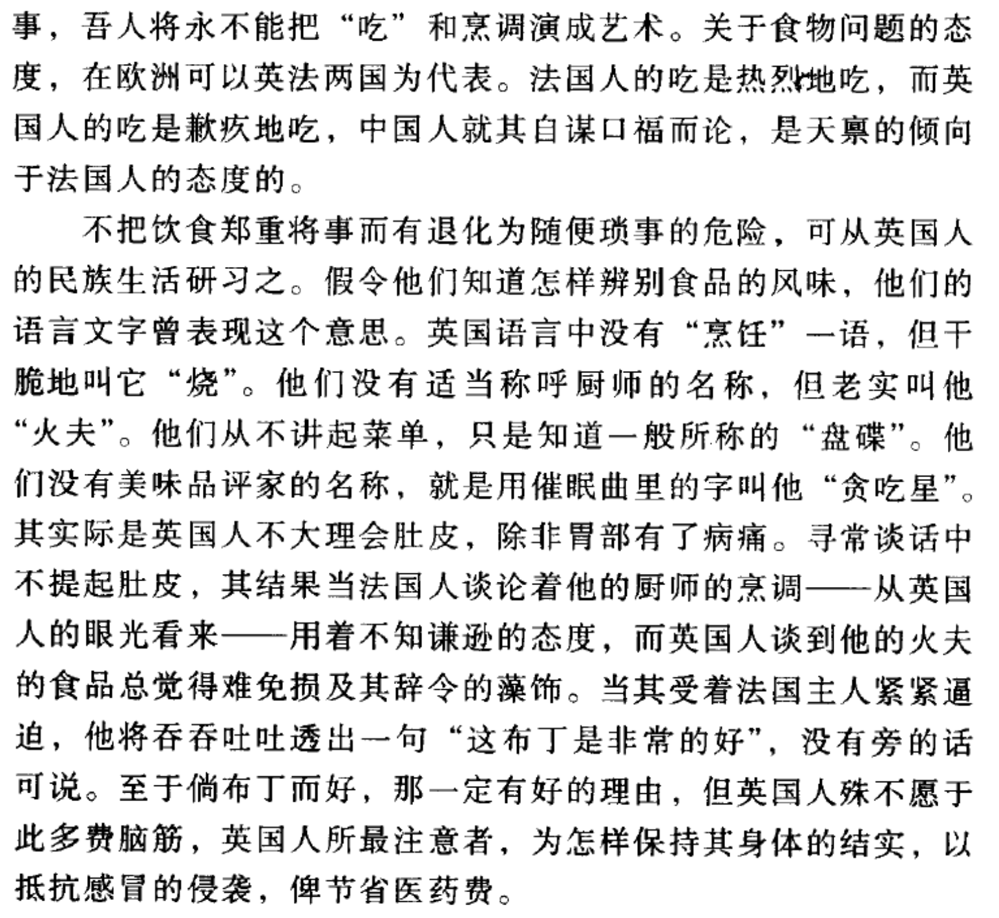 事，吾人将永不能把“吃”和烹调演成艺术。关于食物问题的态
度，在欧洲可以英法两国为代表。法国人的吃是热烈地吃，而英
国人的吃是歉疚地吃，中国人就其自谋口福而论，是天禀的倾向
于法国人的态度的。
不把饮食郑重将事而有退化为随便琐事的危险，可从英国人
的民族生活研习之。假令他们知道怎样辨别食品的风味，他们的
语言文字曾表现这个意思。英国语言中没有“烹饪”一语，但干
脆地叫它“烧”。他们没有适当称呼厨师的名称，但老实叫他
“火夫”。他们从不讲起菜单，只是知道一般所称的“盘碟”。他
们没有美味品评家的名称，就是用催眠曲里的字叫他“贪吃星”。
其实际是英国人不大理会肚皮，除非胃部有了病痛。寻常谈话中
不提起肚皮，其结果当法国人谈论着他的厨师的烹调——从英国
人的眼光看来——用着不知谦逊的态度，而英国人谈到他的火夫
的食品总觉得难免损及其辞令的藻饰。当其受着法国主人紧紧逼
迫，他将吞吞吐吐透出一句“这布丁是非常的好”，没有旁的话
可说。至于倘布丁而好，那一定有好的理由，但英国人殊不愿于
此多费脑筋，英国人所最注意者，为怎样保持其身体的结实，以
抵抗感冒的侵袭，俾节省医药费。